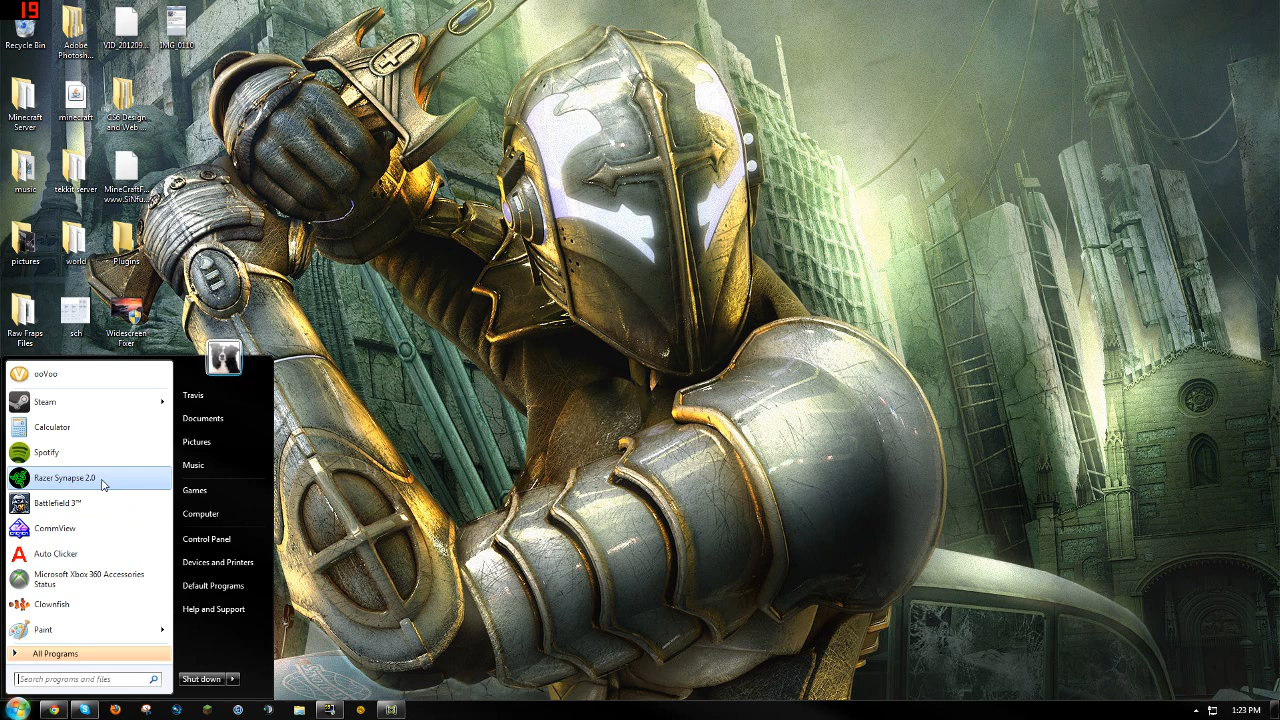 19
Recycle Bin
Adobe
Photosh...
VID_201209...
IMG_0110
Minecraft
Server
minecraft
CS6 Design
and Web ...
music
tekkit server
MineCraftF...
www.SiNfu...
pictures
world
Plugins
Raw Fraps
Files
sch
Widescreen
Fixer
ooVoo
Steam
Calculator
Spotify
Razer Synapse 2.0
Battlefield 3™
CommView
Auto Clicker
Microsoft Xbox 360 Accessories
Status
Clownfish
Paint
All Programs
Search programs and files
Travis
Documents
Pictures
Music
Games
Computer
Control Panel
Devices and Printers
Default Programs
Help and Support
Shut down
1:23 PM